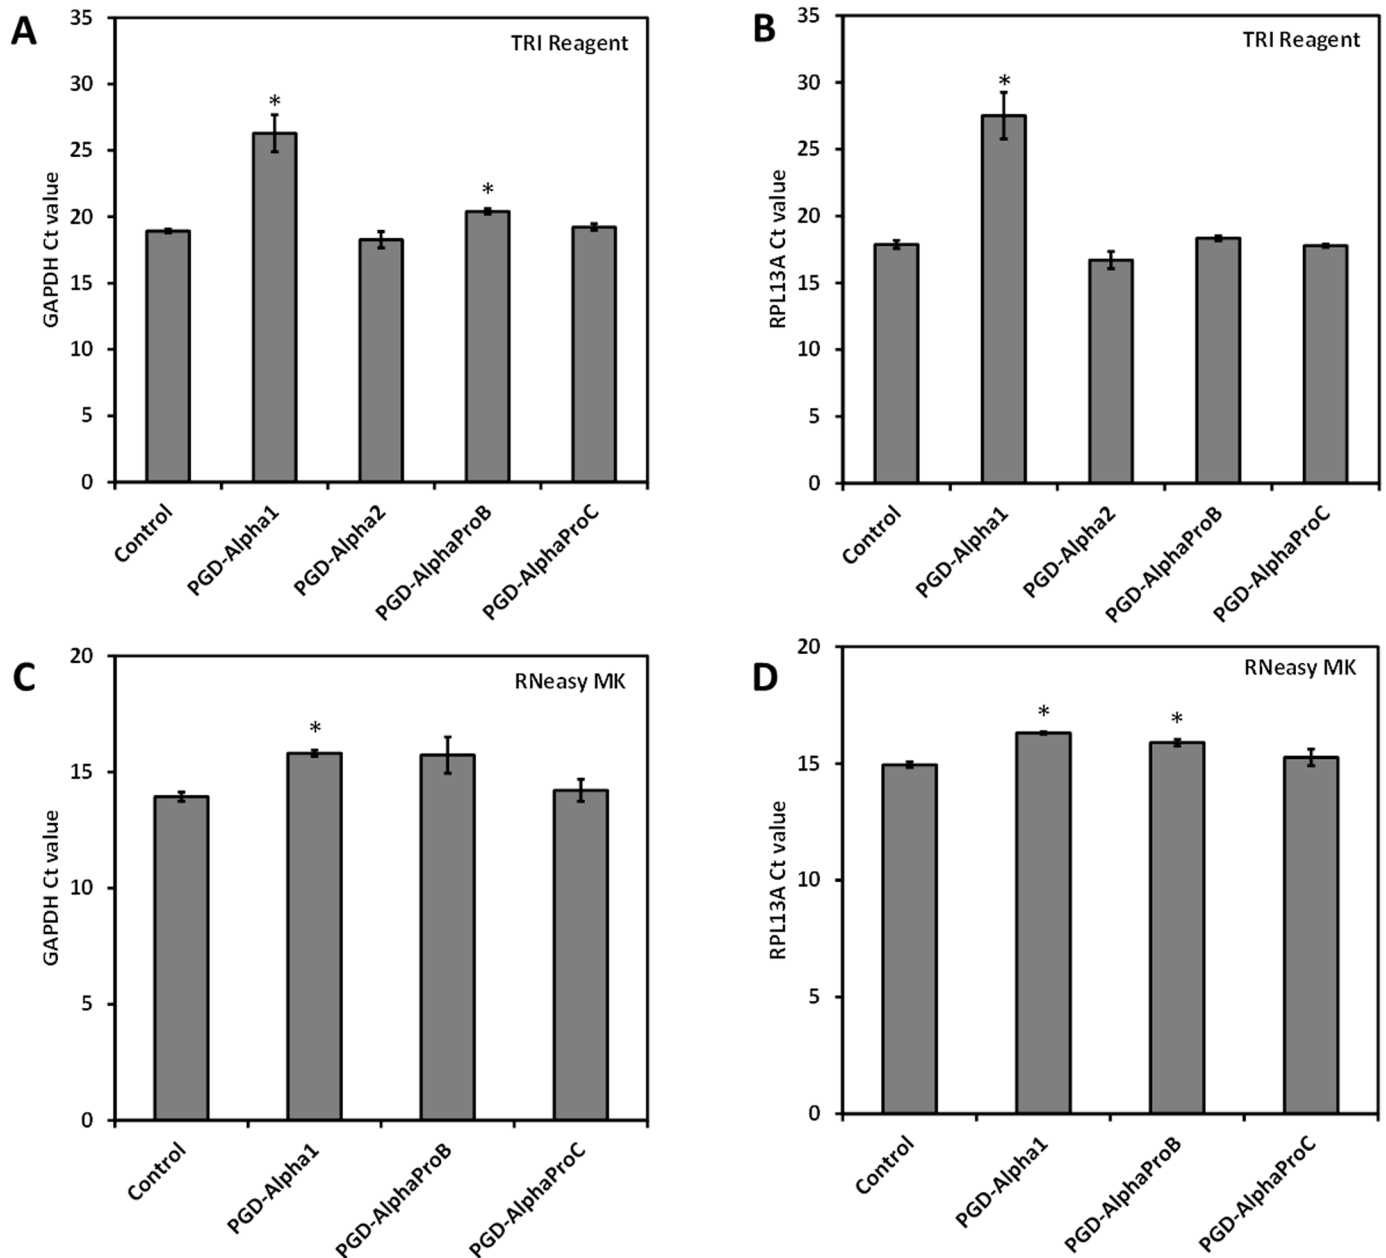 A
TRI Reagent
GAPDH Ct value
35
30
25
20
15
10
5
0
*
*
Control
PGD-Alpha1
PGD-Alpha2
PGD-AlphaProB
PGD-AlphaProC
B
TRI Reagent
RPL13A Ct value
35
30
25
20
15
10
5
0
*
Control
PGD-Alpha1
PGD-Alpha2
PGD-AlphaProB
PGD-AlphaProC
C
RNeasy MK
GAPDH Ct value
20
15
10
5
0
*
Control
PGD-Alpha1
PGD-AlphaProB
PGD-AlphaProC
D
RNeasy MK
RPL13A Ct value
20
15
10
5
0
*
*
Control
PGD-Alpha1
PGD-AlphaProB
PGD-AlphaProC